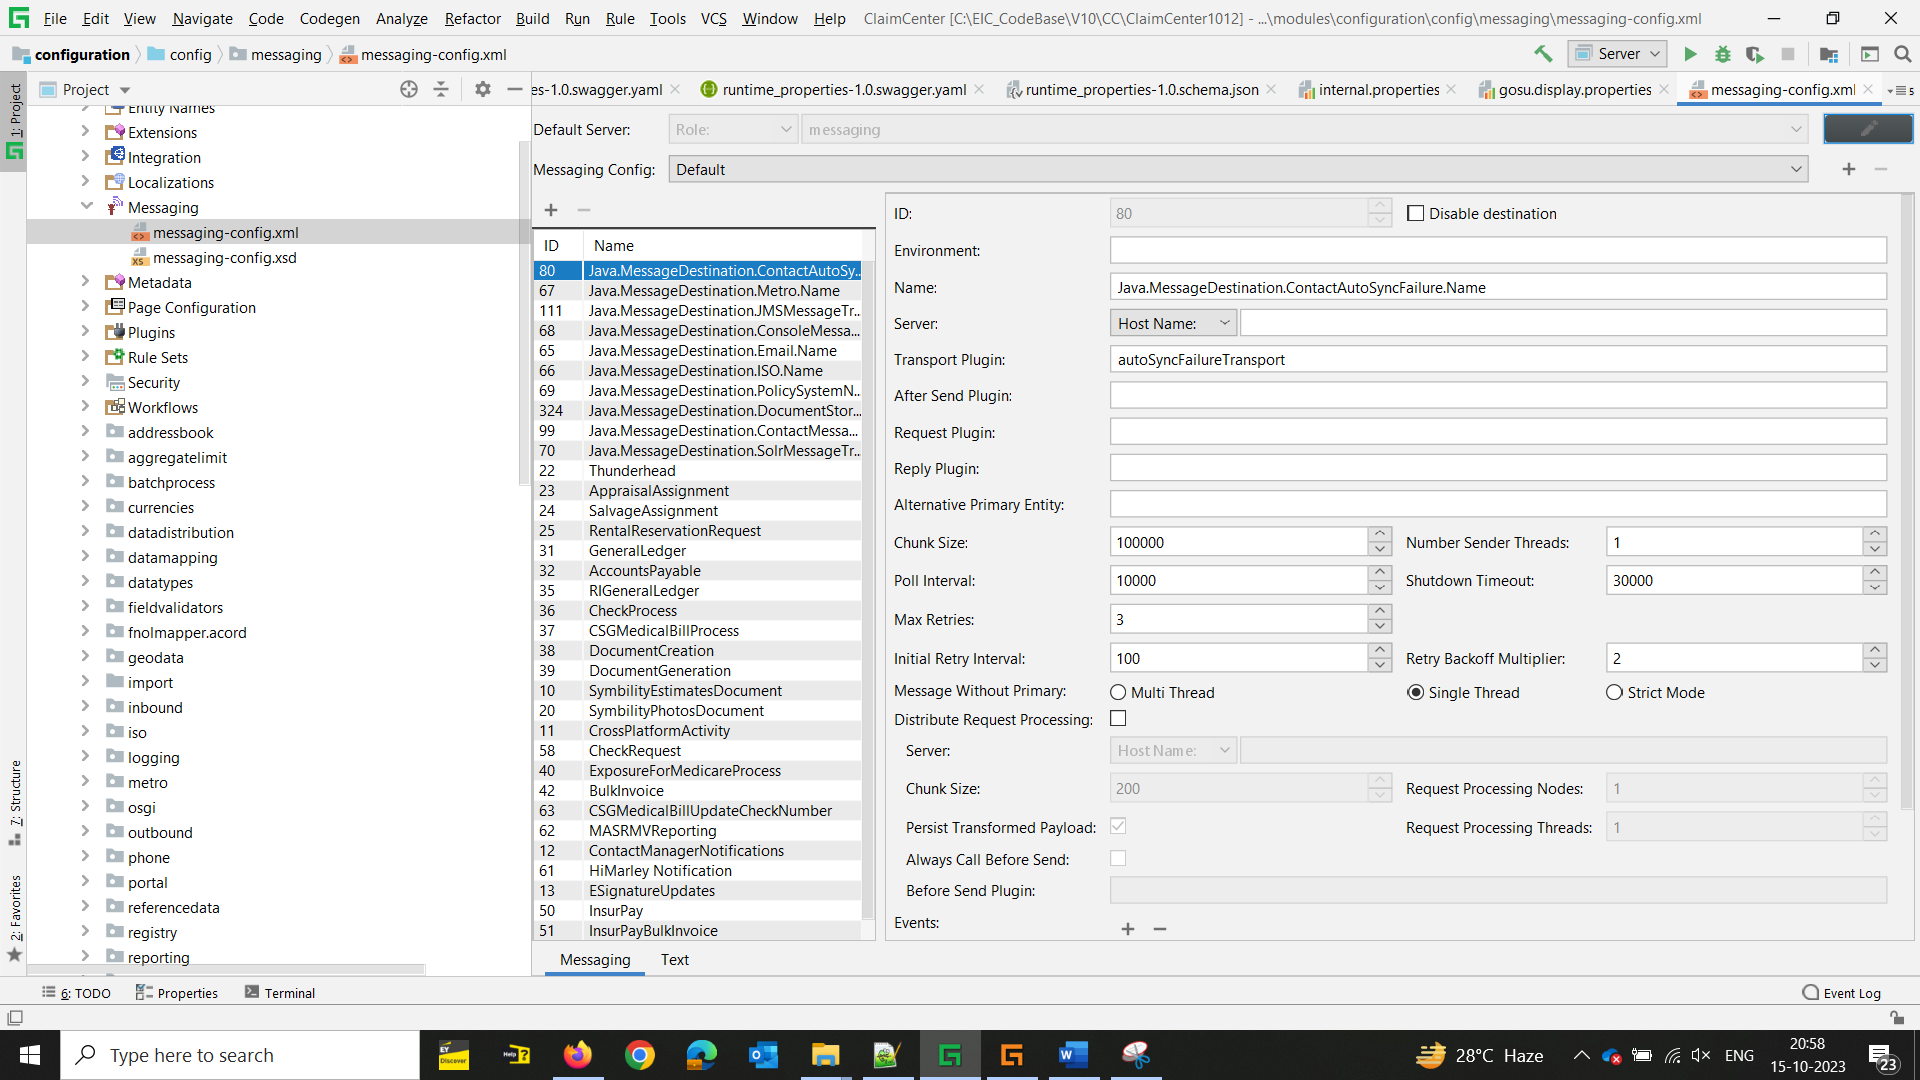 File Edit View Navigate Code Codegen Analyze Refactor Build Run Rule Tools VCS Window Help ClaimCenter [C:\EIC_CodeBase\V10\CC\ClaimCenter1012] - ...\modules\configuration\config\messaging\messaging-config.xml
configuration config messaging messaging-config.xml Server
1: Project
7: Structure
2: Favorites
Project
Entity Names
Extensions
Integration
Localizations
Messaging
messaging-config.xml
messaging-config.xsd
Metadata
Page Configuration
Plugins
Rule Sets
Security
Workflows
addressbook
aggregatelimit
batchprocess
currencies
datadistribution
datamapping
datatypes
fieldvalidators
fnolmapper.acord
geodata
import
inbound
iso
logging
metro
osgi
outbound
phone
portal
referencedata
registry
reporting
es-1.0.swagger.yaml runtime_properties-1.0.swagger.yaml runtime_properties-1.0.schema.json internal.properties gosu.display.properties messaging-config.xml 5
Default Server: Role: messaging
Messaging Config: Default
ID Name
80 Java.MessageDestination.ContactAutoSy...
67 Java.MessageDestination.Metro.Name
111 Java.MessageDestination.JMSMessageTr...
68 Java.MessageDestination.ConsoleMessa...
65 Java.MessageDestination.Email.Name
66 Java.MessageDestination.ISO.Name
69 Java.MessageDestination.PolicySystemN...
324 Java.MessageDestination.DocumentStor...
99 Java.MessageDestination.ContactMessa...
70 Java.MessageDestination.SolrMessageTr...
22 Thunderhead
23 AppraisalAssignment
24 SalvageAssignment
25 RentalReservationRequest
31 GeneralLedger
32 AccountsPayable
35 RIGeneralLedger
36 CheckProcess
37 CSGMedicalBillProcess
38 DocumentCreation
39 DocumentGeneration
10 SymbilityEstimatesDocument
20 SymbilityPhotosDocument
11 CrossPlatformActivity
58 CheckRequest
40 ExposureForMedicareProcess
42 BulkInvoice
63 CSGMedicalBillUpdateCheckNumber
62 MASRMVReporting
12 ContactManagerNotifications
61 HiMarley Notification
13 ESignatureUpdates
50 InsurPay
51 InsurPayBulkInvoice
ID: 80 Disable destination
Environment:
Name: Java.MessageDestination.ContactAutoSyncFailure.Name
Server: Host Name:
Transport Plugin: autoSyncFailureTransport
After Send Plugin:
Request Plugin:
Reply Plugin:
Alternative Primary Entity:
Chunk Size: 100000 Number Sender Threads: 1
Poll Interval: 10000 Shutdown Timeout: 30000
Max Retries: 3
Initial Retry Interval: 100 Retry Backoff Multiplier: 2
Message Without Primary: Multi Thread Single Thread Strict Mode
Distribute Request Processing:
Server: Host Name:
Chunk Size: 200 Request Processing Nodes: 1
Persist Transformed Payload: Request Processing Threads: 1
Always Call Before Send:
Before Send Plugin:
Events:
Messaging Text
6: TODO Properties Terminal Event Log
Type here to search EY Discover Help ? 28°C Haze ENG 20:58
15-10-2023 23